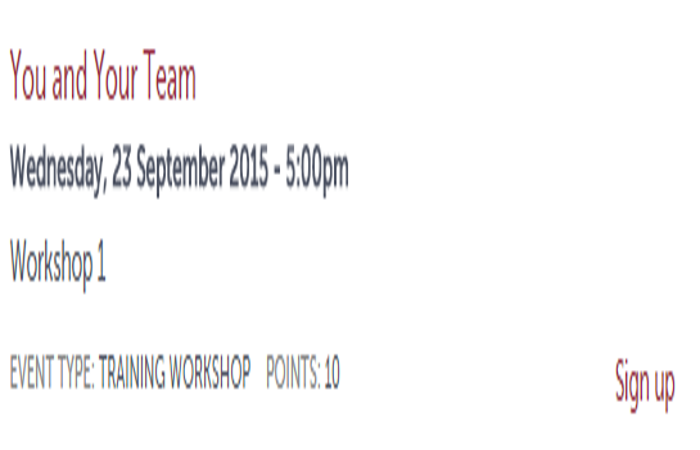 You and Your Team
Wednesday, 23 September 2015 - 5:00pm
Workshop 1
EVENT TYPE: TRAINING WORKSHOP POINTS: 10
Sign up